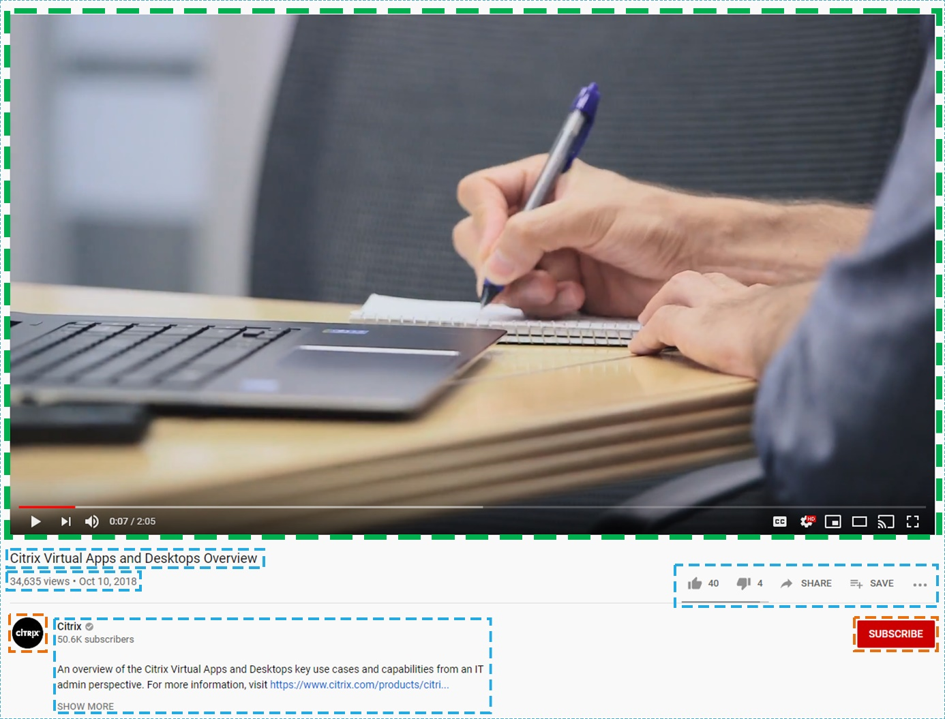 0:07 / 2:05
CC
HD
Citrix Virtual Apps and Desktops Overview
34,635 views • Oct 10, 2018
40 4 SHARE SAVE
citrix
Citrix
50.6K subscribers
SUBSCRIBE
An overview of the Citrix Virtual Apps and Desktops key use cases and capabilities from an IT
admin perspective. For more information, visit https://www.citrix.com/products/citri...
SHOW MORE